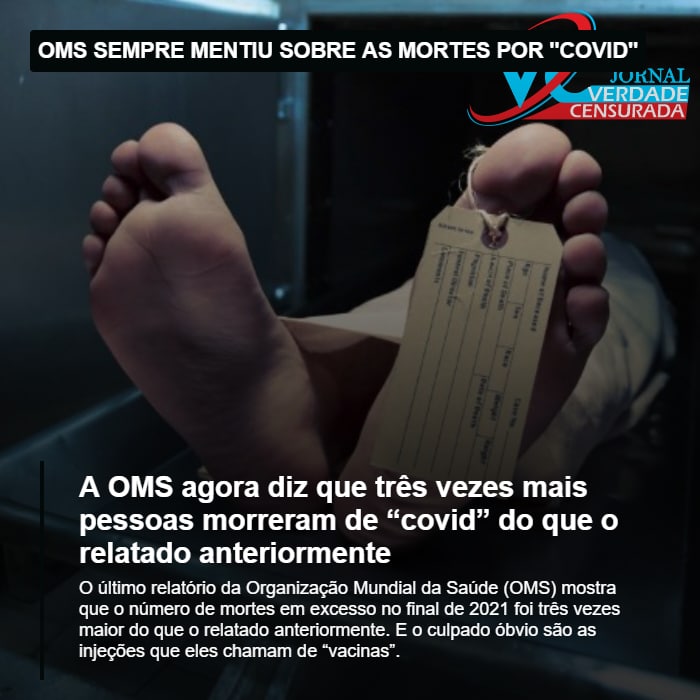 OMS SEMPRE MENTIU SOBRE AS MORTES POR "COVID"
JORNAL
VERDADE
CENSURADA
A OMS agora diz que três vezes mais
pessoas morreram de “covid” do que o
relatado anteriormente
O último relatório da Organização Mundial da Saúde (OMS) mostra
que o número de mortes em excesso no final de 2021 foi três vezes
maior do que o relatado anteriormente. E o culpado óbvio são as
injeções que eles chamam de “vacinas”.